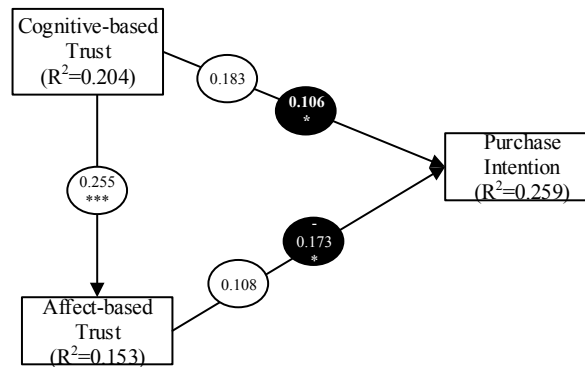 Cognitive-based
Trust
(R²=0.204)
0.183
0.106
*
Purchase
Intention
(R²=0.259)
0.255
***
-
0.173
*
0.108
Affect-based
Trust
(R²=0.153)